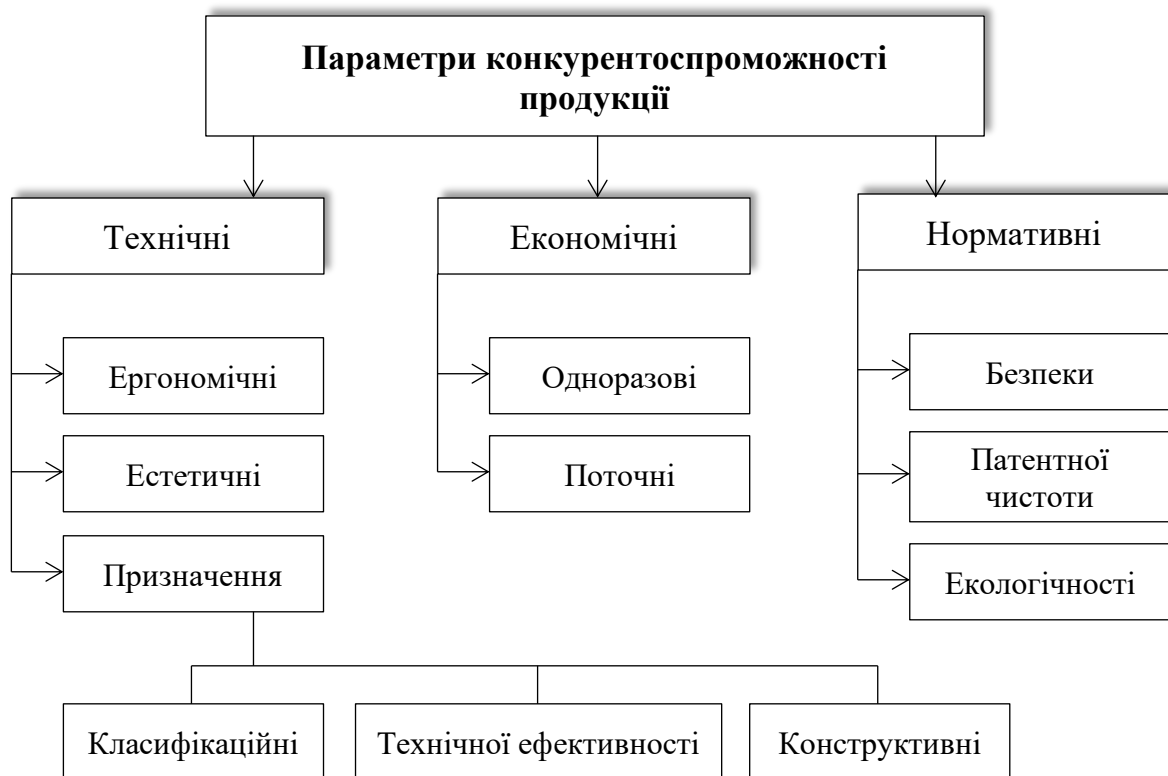 Параметри конкурентоспроможності
продукції
Технічні
Економічні
Нормативні
Ергономічні
Одноразові
Безпеки
Естетичні
Поточні
Патентної
чистоти
Призначення
Екологічності
Класифікаційні
Технічної ефективності
Конструктивні